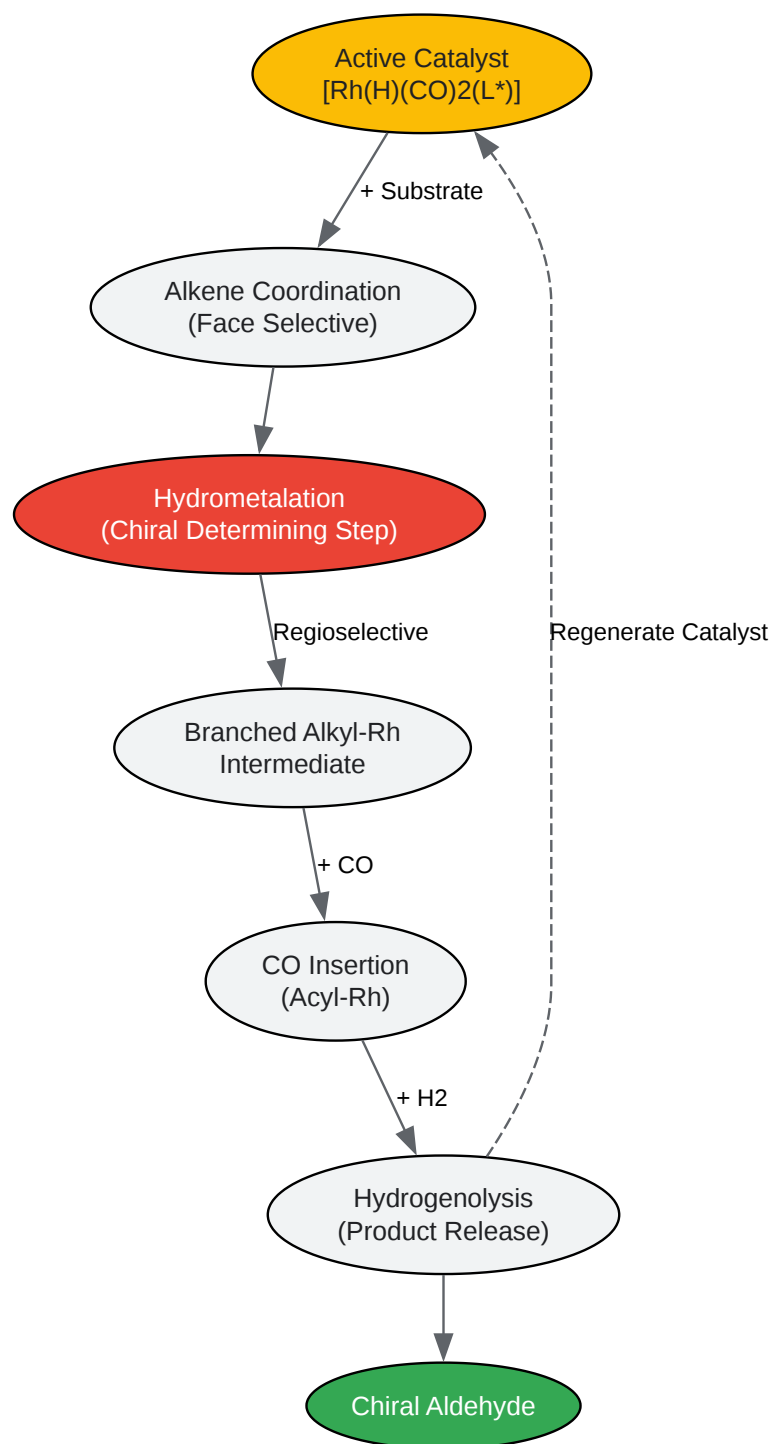 Active Catalyst
[Rh(H)(CO)2(L*)]
+ Substrate
Alkene Coordination
(Face Selective)
Hydrometalation
(Chiral Determining Step)
Regioselective
Regenerate Catalyst
Branched Alkyl-Rh
Intermediate
+ CO
CO Insertion
(Acyl-Rh)
+ H2
Hydrogenolysis
(Product Release)
Chiral Aldehyde